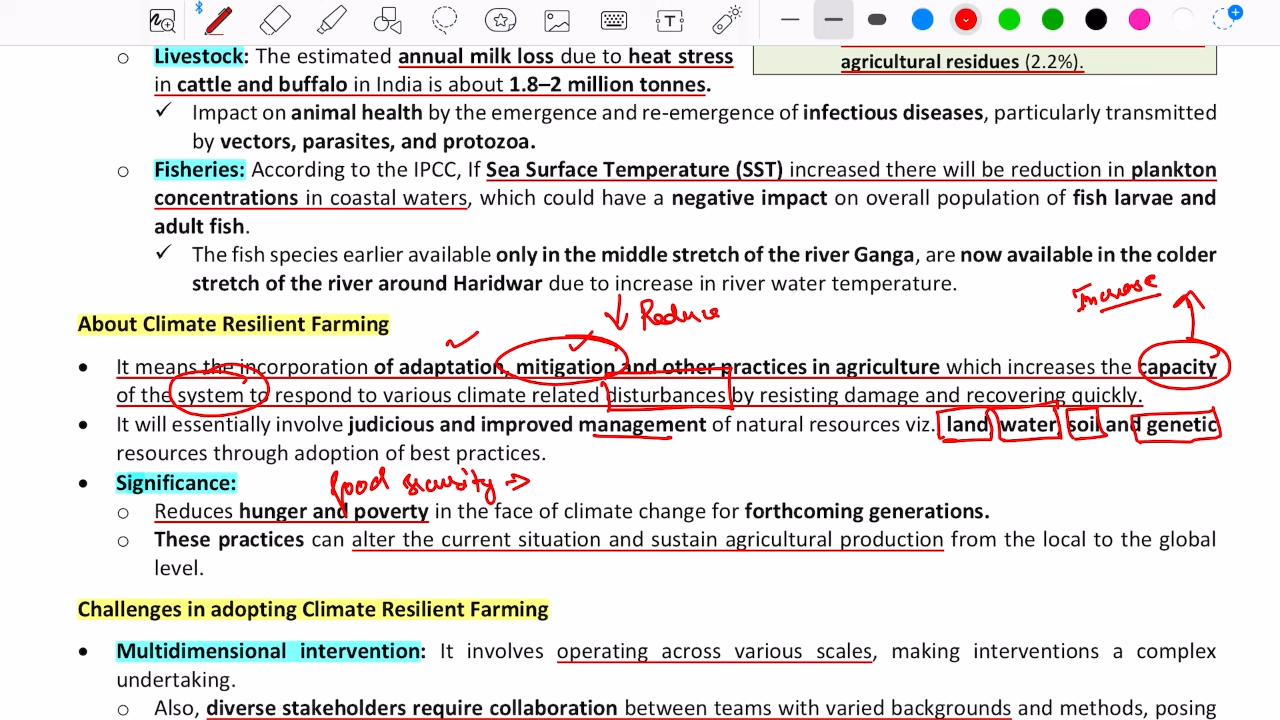 ○ Livestock: The estimated annual milk loss due to heat stress
in cattle and buffalo in India is about 1.8–2 million tonnes.
agricultural residues (2.2%).
✓ Impact on animal health by the emergence and re-emergence of infectious diseases, particularly transmitted
by vectors, parasites, and protozoa.
○ Fisheries: According to the IPCC, If Sea Surface Temperature (SST) increased there will be reduction in plankton
concentrations in coastal waters, which could have a negative impact on overall population of fish larvae and
adult fish.
✓ The fish species earlier available only in the middle stretch of the river Ganga, are now available in the colder
stretch of the river around Haridwar due to increase in river water temperature.
Increase
Reduce
About Climate Resilient Farming
• It means the incorporation of adaptation, mitigation and other practices in agriculture which increases the capacity
of the system to respond to various climate related disturbances by resisting damage and recovering quickly.
• It will essentially involve judicious and improved management of natural resources viz. land, water, soil and genetic
resources through adoption of best practices.
• Significance:
food security →
○ Reduces hunger and poverty in the face of climate change for forthcoming generations.
○ These practices can alter the current situation and sustain agricultural production from the local to the global
level.
Challenges in adopting Climate Resilient Farming
• Multidimensional intervention: It involves operating across various scales, making interventions a complex
undertaking.
○ Also, diverse stakeholders require collaboration between teams with varied backgrounds and methods, posing